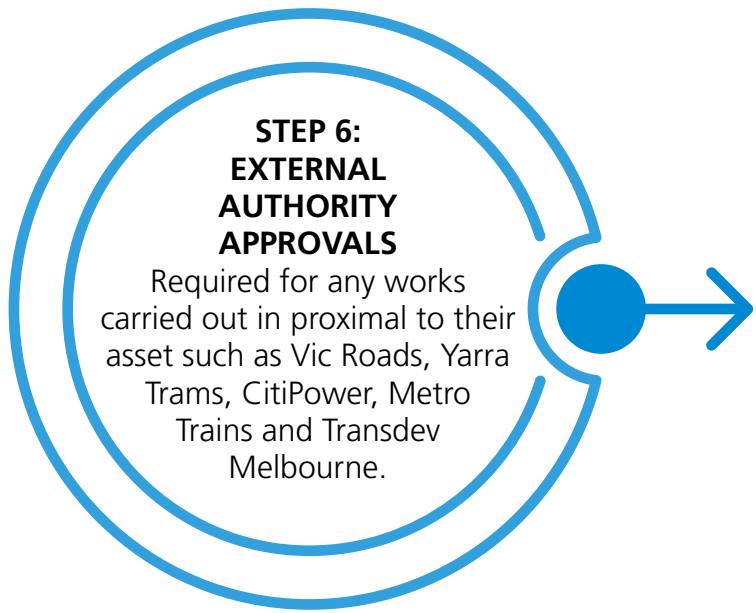 STEP 6:
EXTERNAL
AUTHORITY
APPROVALS
Required for any works
carried out in proximal to their
asset such as Vic Roads, Yarra
Trams, CitiPower, Metro
Trains and Transdev
Melbourne.